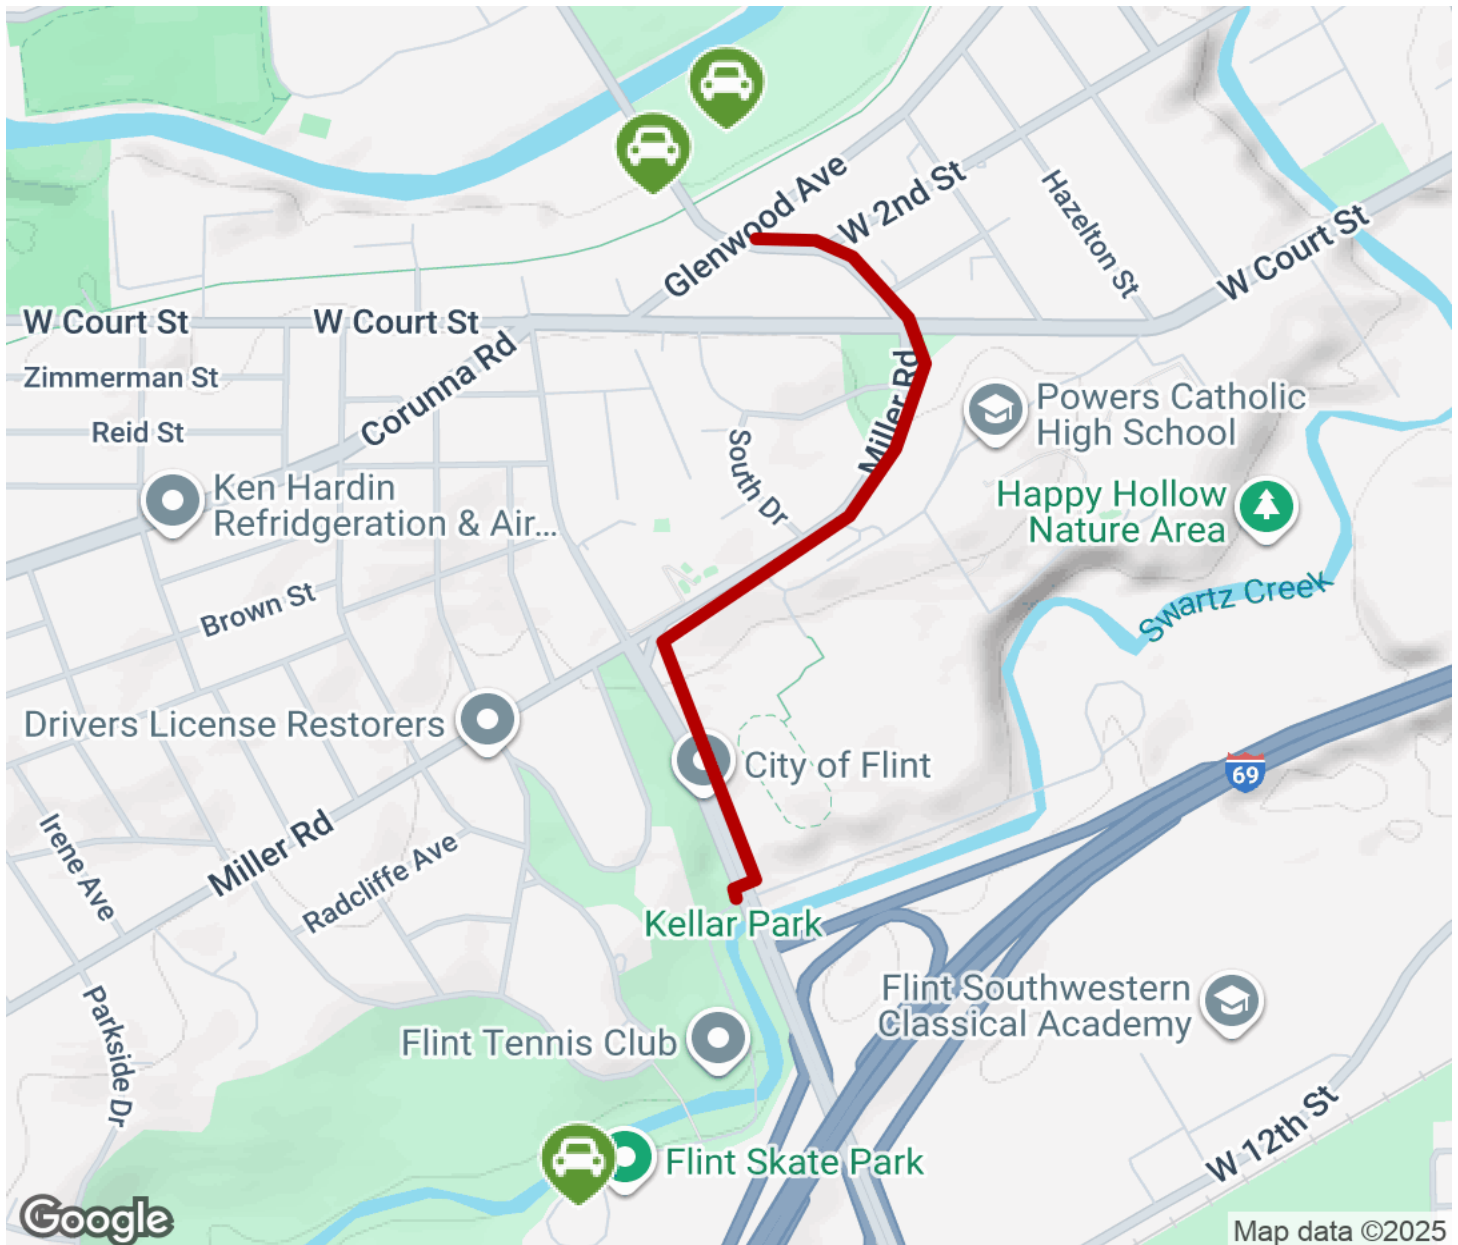 Glenwood Ave
W 2nd St
Hazelton St
W Court St
W Court St
W Court St
Zimmerman St
Corunna Rd
Reid St
Miller Rd
Powers Catholic
High School
South Dr
Ken Hardin
Refridgeration & Air...
Happy Hollow
Nature Area
Brown St
Swartz Creek
Drivers License Restorers
City of Flint
69
Irene Ave
Miller Rd
Radcliffe Ave
Kellar Park
Parkside Dr
Flint Southwestern
Classical Academy
Flint Tennis Club
W 12th St
Flint Skate Park
Google
Map data ©2025